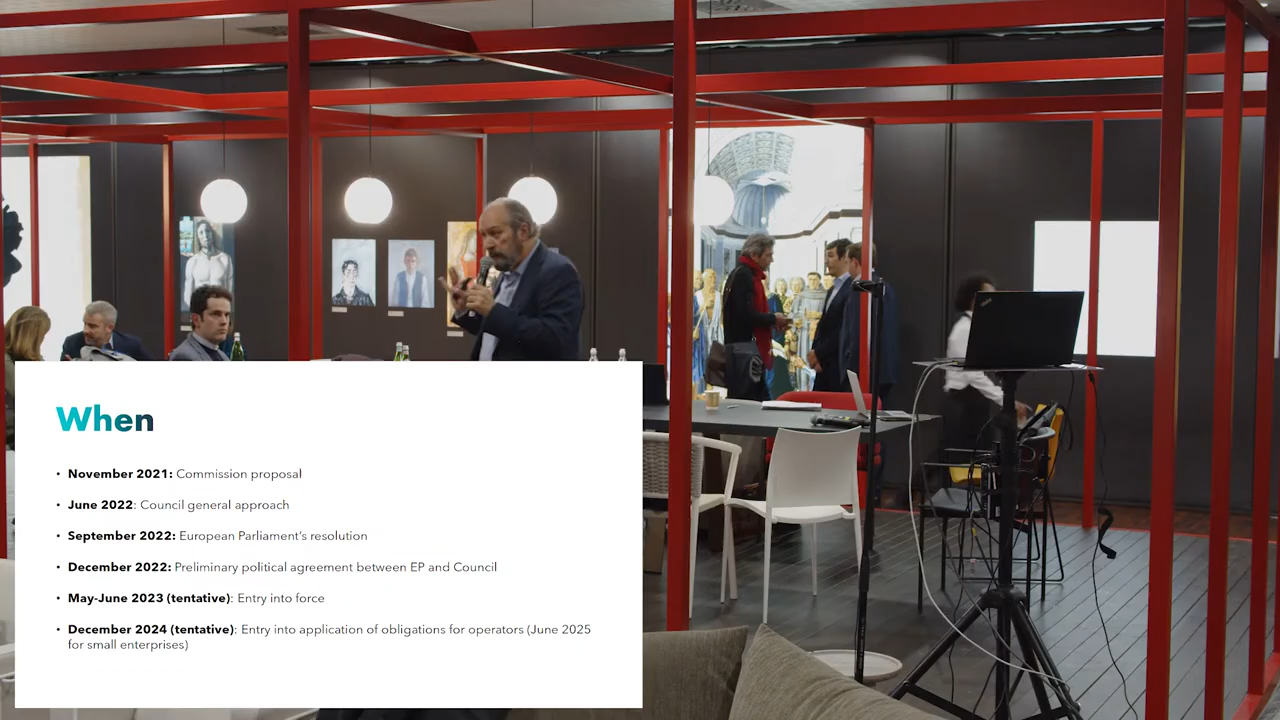 When
• November 2021: Commission proposal
• June 2022: Council general approach
• September 2022: European Parliament's resolution
• December 2022: Preliminary political agreement between EP and Council
• May-June 2023 (tentative): Entry into force
• December 2024 (tentative): Entry into application of obligations for operators (June 2025
for small enterprises)